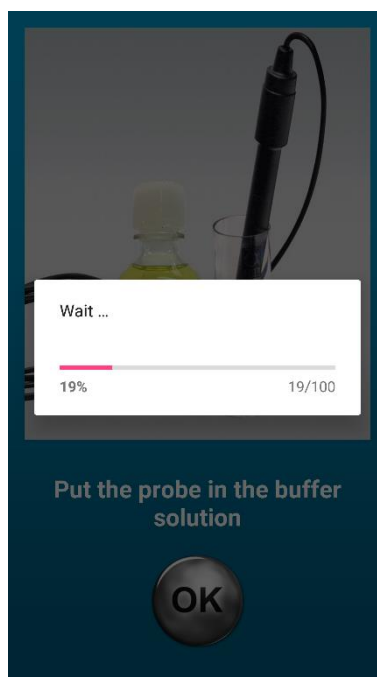 Wait ...
19% 19/100
Put the probe in the buffer
solution
OK